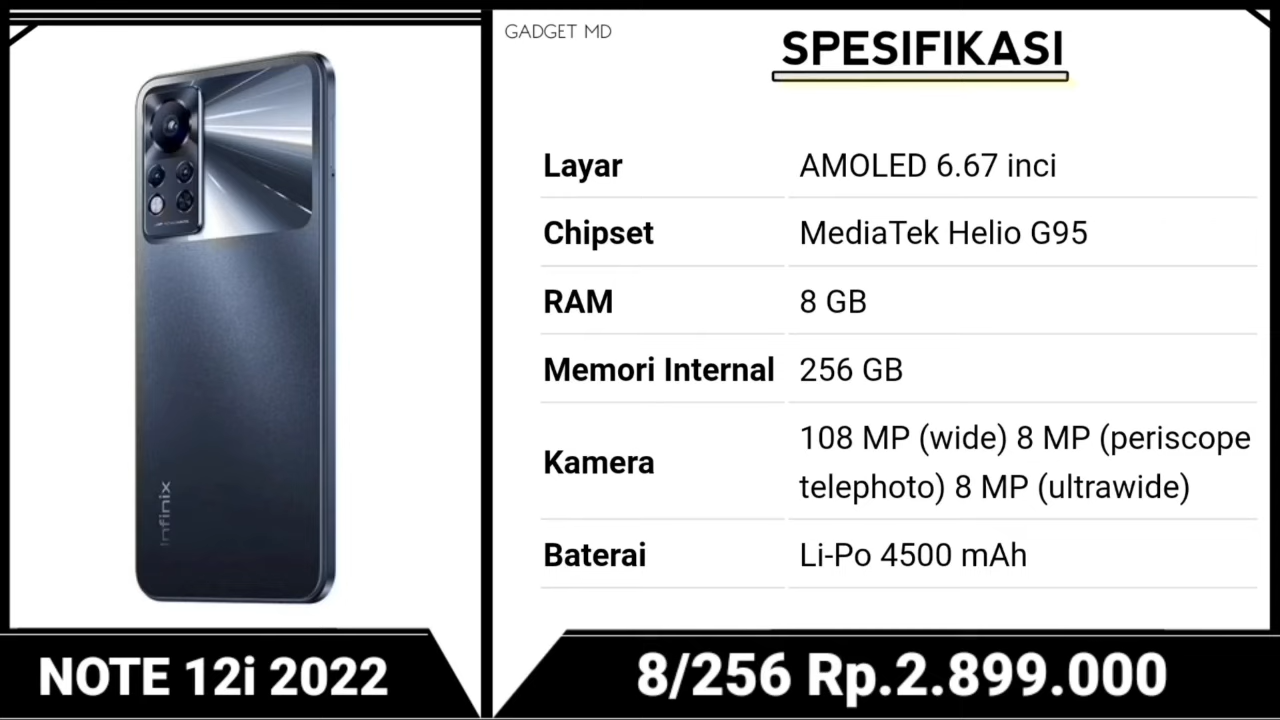 GADGET MD
SPESIFIKASI
Layar AMOLED 6.67 inci
Chipset MediaTek Helio G95
RAM 8 GB
Memori Internal 256 GB
Kamera 108 MP (wide) 8 MP (periscope
telephoto) 8 MP (ultrawide)
Baterai Li-Po 4500 mAh
Infinix
NOTE 12i 2022
8/256 Rp.2.899.000